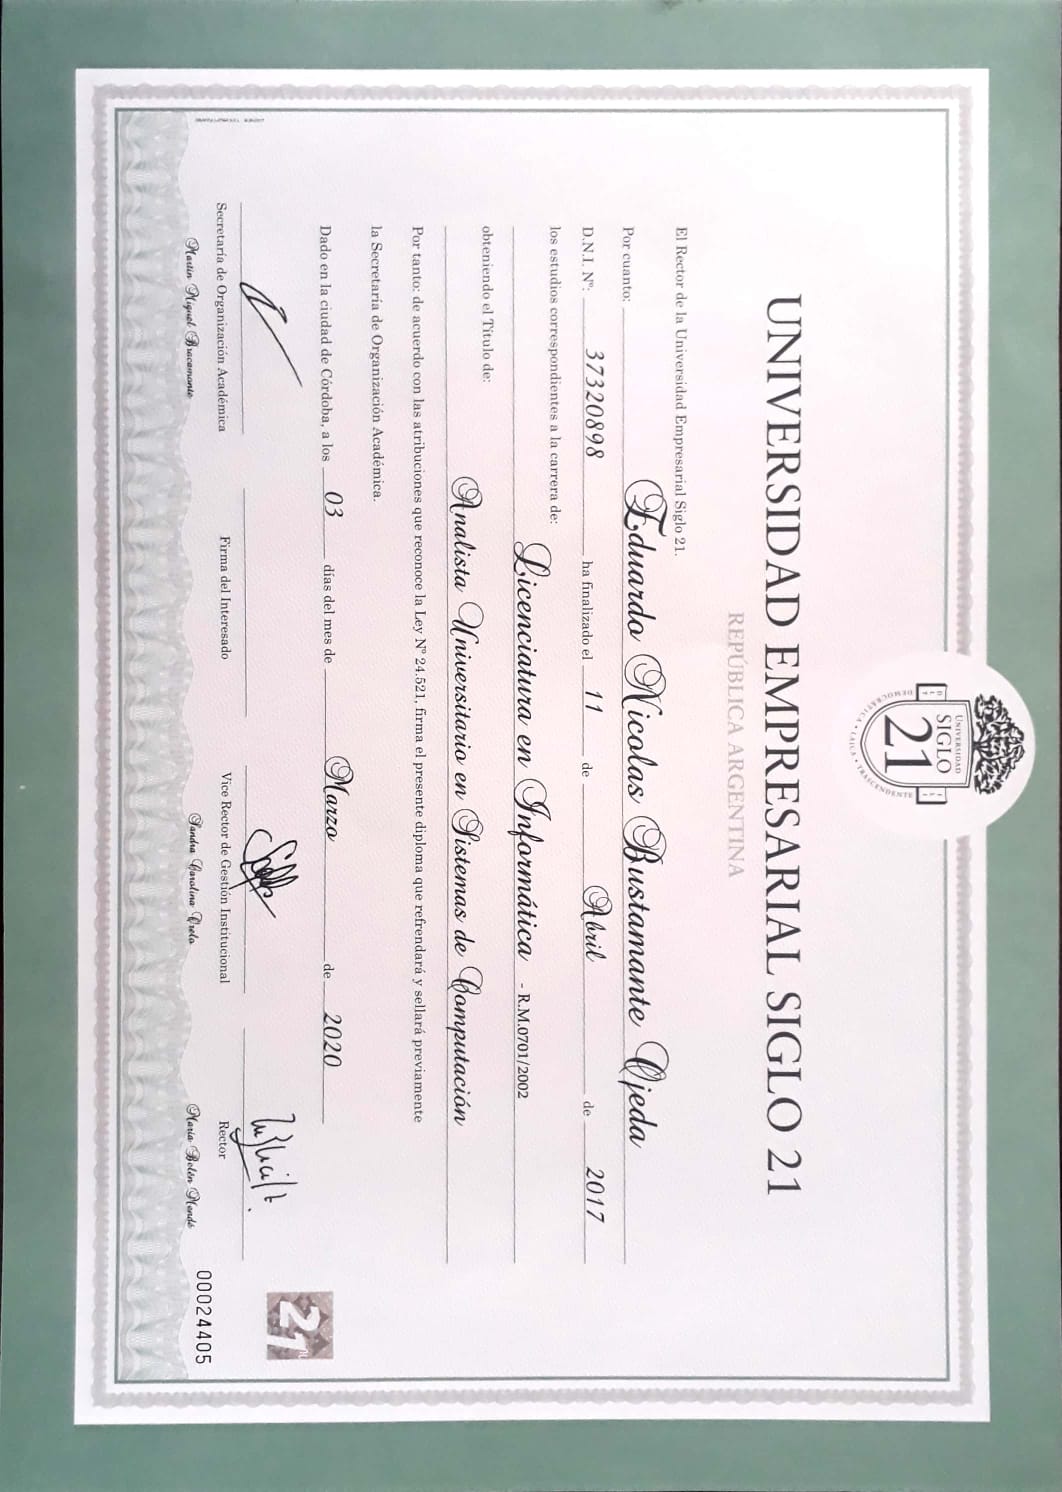 UNIVERSIDAD
SIGLO
21
DEMOCRÁTICA • LAICA • TRASCENDENTE
UNIVERSIDAD EMPRESARIAL SIGLO 21
REPÚBLICA ARGENTINA
El Rector de la Universidad Empresarial Siglo 21.
Por cuanto: Eduardo Nicolas Bustamante Ojeda
D.N.I. Nº: 37320898 ha finalizado el 11 de Abril de 2017
los estudios correspondientes a la carrera de:
Licenciatura en Informática - R.M.0701/2002
obteniendo el Título de:
Analista Universitario en Sistemas de Computación
Por tanto: de acuerdo con las atribuciones que reconoce la Ley Nº 24.521, firma el presente diploma que refrendará y sellará previamente
la Secretaría de Organización Académica.
Dado en la ciudad de Córdoba, a los 03 días del mes de Marzo de 2020
21
Secretaría de Organización Académica Firma del Interesado Vice Rector de Gestión Institucional Rector
Martin Miguel Bracamonte Sandra Carolina María Belén
00024405